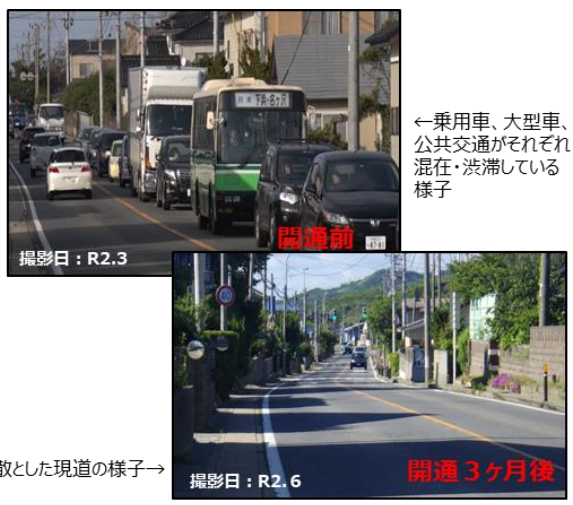 ←乗用車、大型車、
公共交通がそれぞれ
混在・渋滞している
様子
開通前
撮影日：R2.3
散とした現道の様子→
開通３ヶ月後
撮影日：R2.6